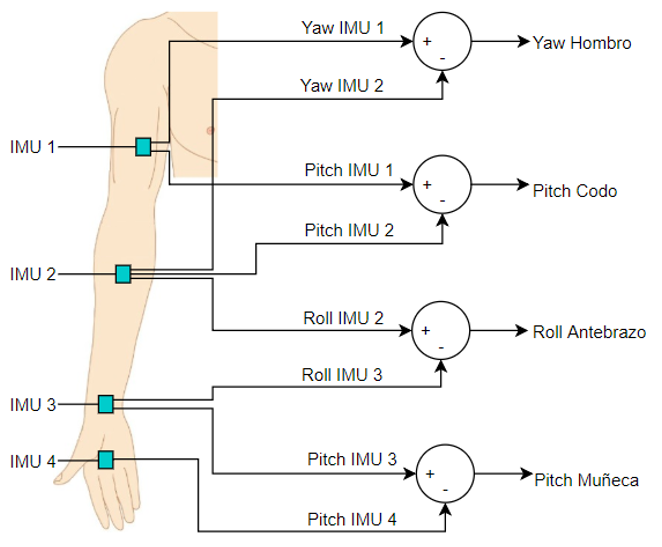 Yaw IMU 1
+
-
Yaw Hombro
Yaw IMU 2
IMU 1
Pitch IMU 1
+
-
Pitch Codo
Pitch IMU 2
IMU 2
Roll IMU 2
+
-
Roll Antebrazo
Roll IMU 3
IMU 3
Pitch IMU 3
+
-
Pitch Muñeca
IMU 4
Pitch IMU 4